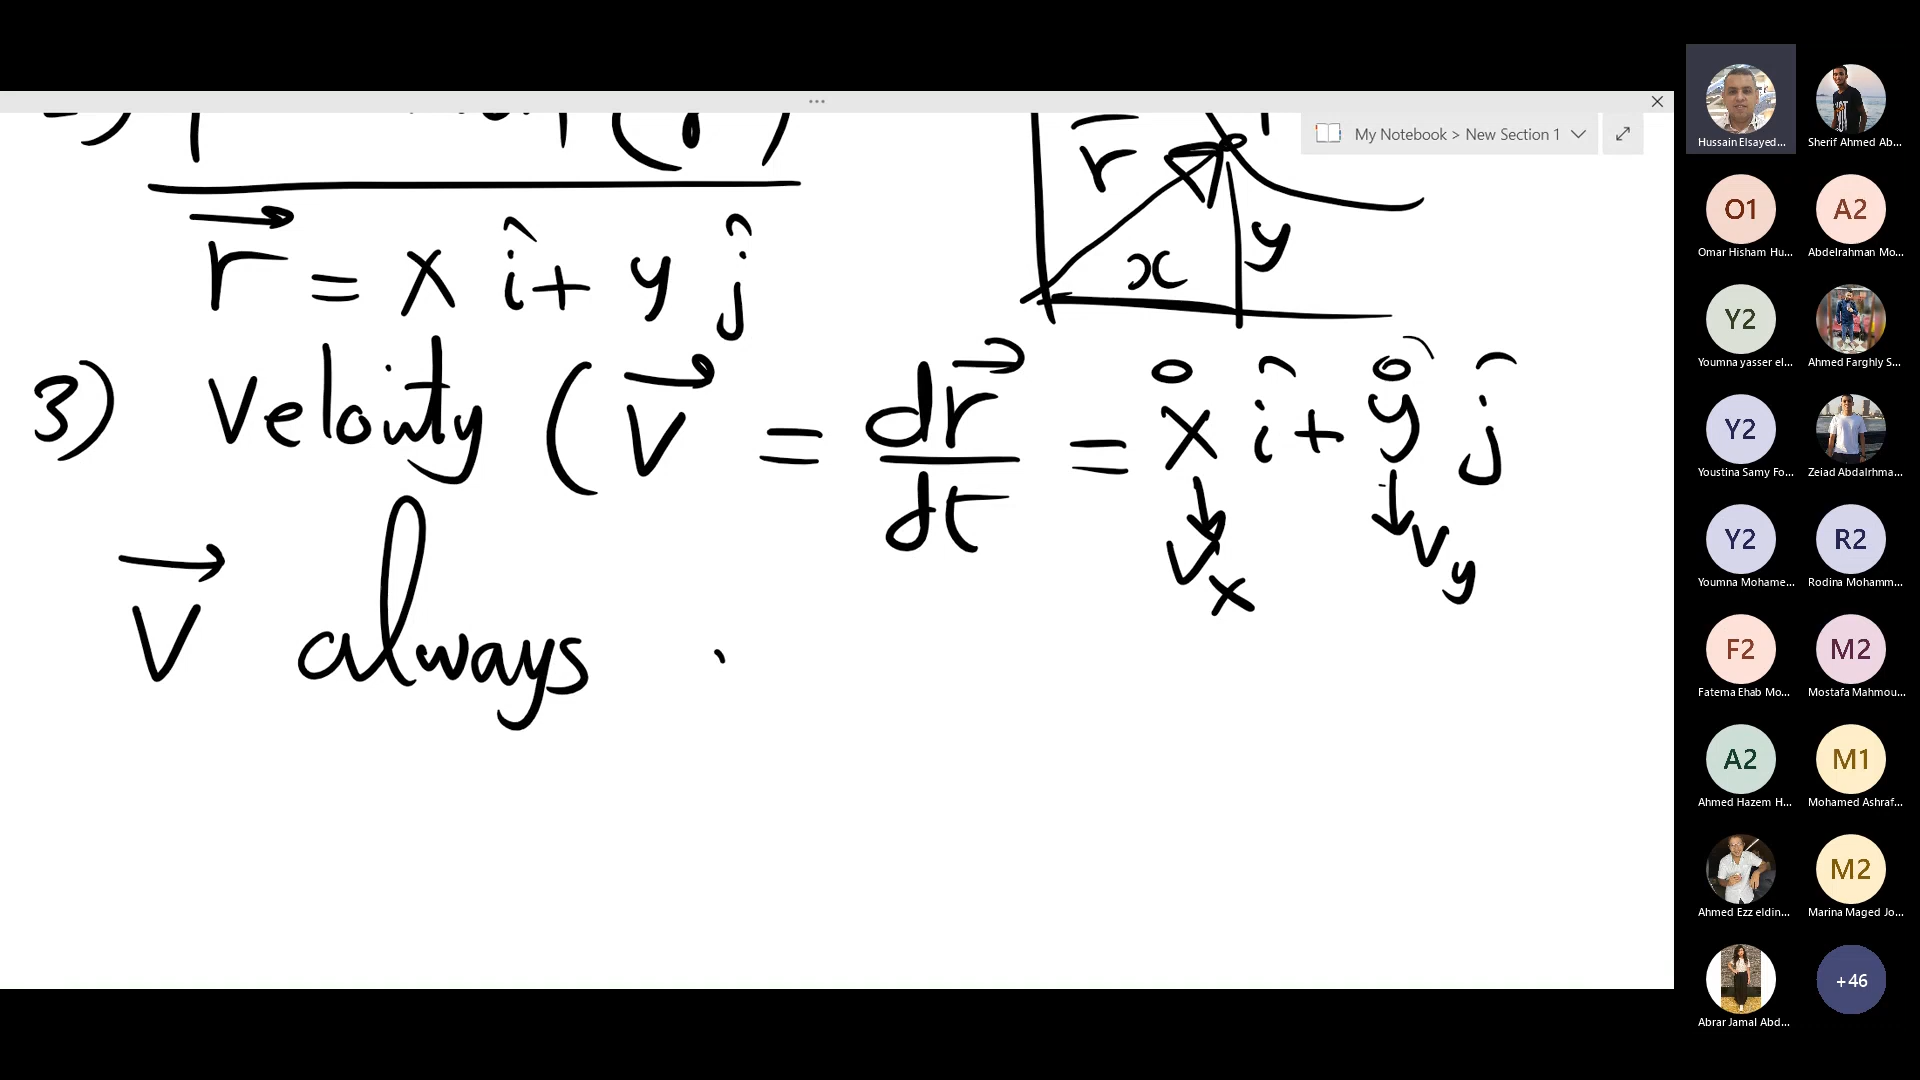 ...
My Notebook > New Section 1
r
x
y
r = x i + y j
3) Velocity ( V = dr/dt = ẋ i + ẏ j
Vx
Vy
V always
Hussain Elsayed...
Sherif Ahmed Ab...
O1
A2
Omar Hisham Hu...
Abdelrahman Mo...
Y2
Youmna yasser el...
Ahmed Farghly S...
Y2
Youstina Samy Fo...
Zeiad Abdalrhma...
Y2
R2
Youmna Mohame...
Rodina Mohamm...
F2
M2
Fatema Ehab Mo...
Mostafa Mahmou...
A2
M1
Ahmed Hazem H...
Mohamed Ashraf...
M2
Ahmed Ezz eldin...
Marina Maged Jo...
+46
Abrar Jamal Abd...